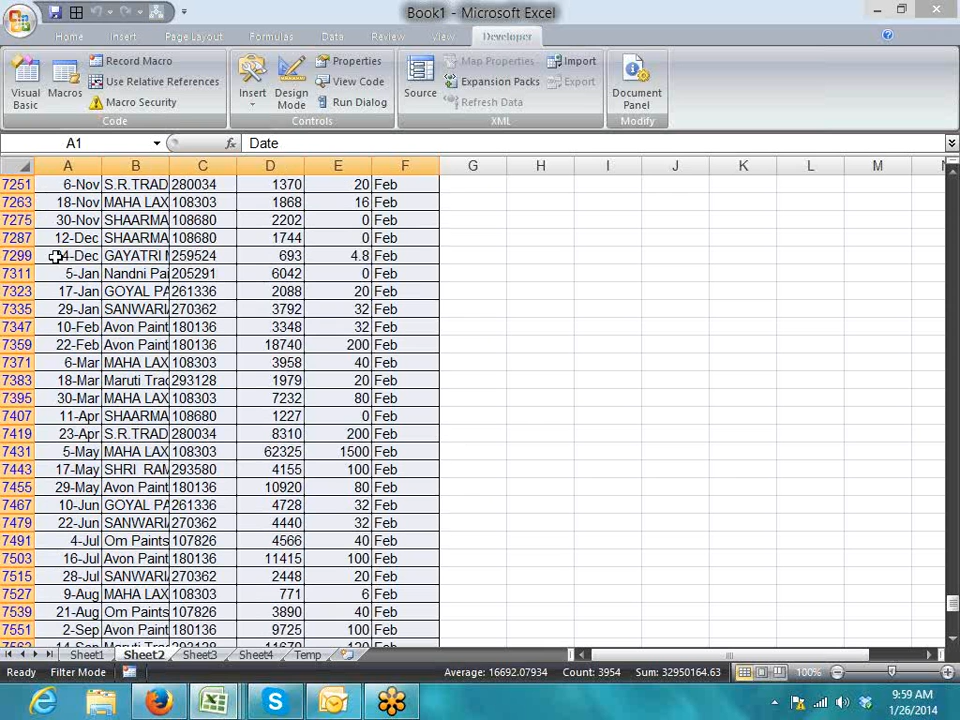 Book1 - Microsoft Excel
Home Insert Page Layout Formulas Data Review View Developer
Visual Basic
Macros
Record Macro
Use Relative References
Macro Security
Code
Insert
Design Mode
Properties
View Code
Run Dialog
Controls
Source
Map Properties
Expansion Packs
Refresh Data
Import
Export
XML
Document Panel
Modify
A1 fx Date
A B C D E F G H I J K L M
7251 6-Nov S.R.TRAD 280034 1370 20 Feb
7263 18-Nov MAHA LAX 108303 1868 16 Feb
7275 30-Nov SHAARMA 108680 2202 0 Feb
7287 12-Dec SHAARMA 108680 1744 0 Feb
7299 4-Dec GAYATRI 259524 693 4.8 Feb
7311 5-Jan Nandni Pai 205291 6042 0 Feb
7323 17-Jan GOYAL PA 261336 2088 20 Feb
7335 29-Jan SANWARI 270362 3792 32 Feb
7347 10-Feb Avon Paint 180136 3348 32 Feb
7359 22-Feb Avon Paint 180136 18740 200 Feb
7371 6-Mar MAHA LAX 108303 3958 40 Feb
7383 18-Mar Maruti Trad 293128 1979 20 Feb
7395 30-Mar MAHA LAX 108303 7232 80 Feb
7407 11-Apr SHAARMA 108680 1227 0 Feb
7419 23-Apr S.R.TRAD 280034 8310 200 Feb
7431 5-May MAHA LAX 108303 62325 1500 Feb
7443 17-May SHRI RAM 293580 4155 100 Feb
7455 29-May Avon Paint 180136 10920 80 Feb
7467 10-Jun GOYAL PA 261336 4728 32 Feb
7479 22-Jun SANWARI 270362 4440 32 Feb
7491 4-Jul Om Paints 107826 4566 40 Feb
7503 16-Jul Avon Paint 180136 11415 100 Feb
7515 28-Jul SANWARI 270362 2448 20 Feb
7527 9-Aug MAHA LAX 108303 771 6 Feb
7539 21-Aug Om Paints 107826 3890 40 Feb
7551 2-Sep Avon Paint 180136 9725 100 Feb
Sheet1 Sheet2 Sheet3 Sheet4 Temp
Ready Filter Mode Average: 16692.07934 Count: 3954 Sum: 32950164.63 100%
9:59 AM
1/26/2014